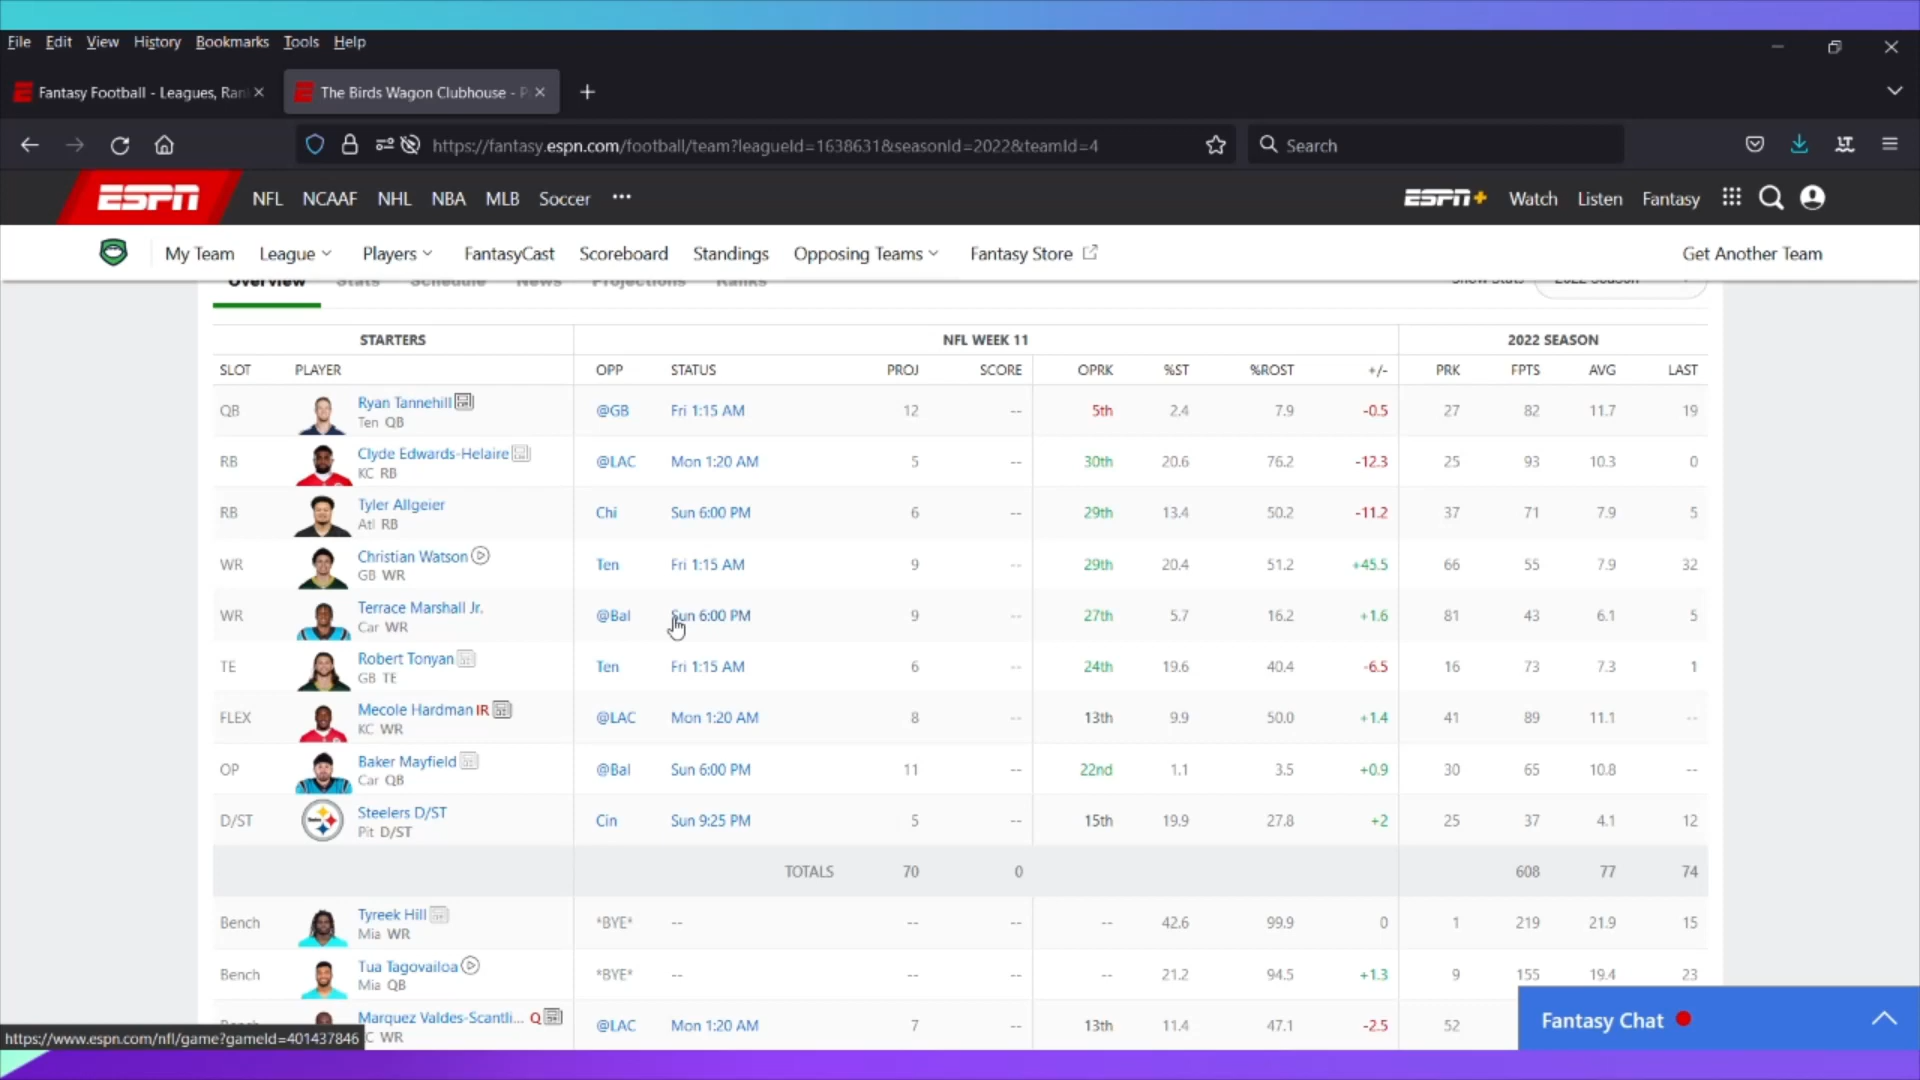 File Edit View History Bookmarks Tools Help
Fantasy Football - Leagues, Ran
The Birds Wagon Clubhouse - P
https://fantasy.espn.com/football/team?leagueId=1638631&seasonId=2022&teamId=4
Search
ESPN NFL NCAAF NHL NBA MLB Soccer ••• ESPN+ Watch Listen Fantasy
My Team League Players FantasyCast Scoreboard Standings Opposing Teams Fantasy Store Get Another Team
Overview Stats Schedule News Projections Ranks Show Stats 2022 Season
STARTERS NFL WEEK 11 2022 SEASON
SLOT PLAYER OPP STATUS PROJ SCORE OPRK %ST %ROST +/- PRK FPTS AVG LAST
QB Ryan Tannehill @GB Fri 1:15 AM 12 -- 5th 2.4 7.9 -0.5 27 82 11.7 19
Ten QB
RB Clyde Edwards-Helaire @LAC Mon 1:20 AM 5 -- 30th 20.6 76.2 -12.3 25 93 10.3 0
KC RB
RB Tyler Allgeier Chi Sun 6:00 PM 6 -- 29th 13.4 50.2 -11.2 37 71 7.9 5
Atl RB
WR Christian Watson Ten Fri 1:15 AM 9 -- 29th 20.4 51.2 +45.5 66 55 7.9 32
GB WR
WR Terrace Marshall Jr. @Bal Sun 6:00 PM 9 -- 27th 5.7 16.2 +1.6 81 43 6.1 5
Car WR
TE Robert Tonyan Ten Fri 1:15 AM 6 -- 24th 19.6 40.4 -6.5 16 73 7.3 1
GB TE
FLEX Mecole Hardman IR @LAC Mon 1:20 AM 8 -- 13th 9.9 50.0 +1.4 41 89 11.1 --
KC WR
OP Baker Mayfield @Bal Sun 6:00 PM 11 -- 22nd 1.1 3.5 +0.9 30 65 10.8 --
Car QB
D/ST Steelers D/ST Cin Sun 9:25 PM 5 -- 15th 19.9 27.8 +2 25 37 4.1 12
Pit D/ST
TOTALS 70 0 608 77 74
Bench Tyreek Hill *BYE* -- -- -- -- 42.6 99.9 0 1 219 21.9 15
Mia WR
Bench Tua Tagovailoa *BYE* -- -- -- -- 21.2 94.5 +1.3 9 155 19.4 23
Mia QB
Bench Marquez Valdes-Scantli... Q @LAC Mon 1:20 AM 7 -- 13th 11.4 47.1 -2.5 52
C WR
Fantasy Chat
https://www.espn.com/nfl/game?gameId=401437846